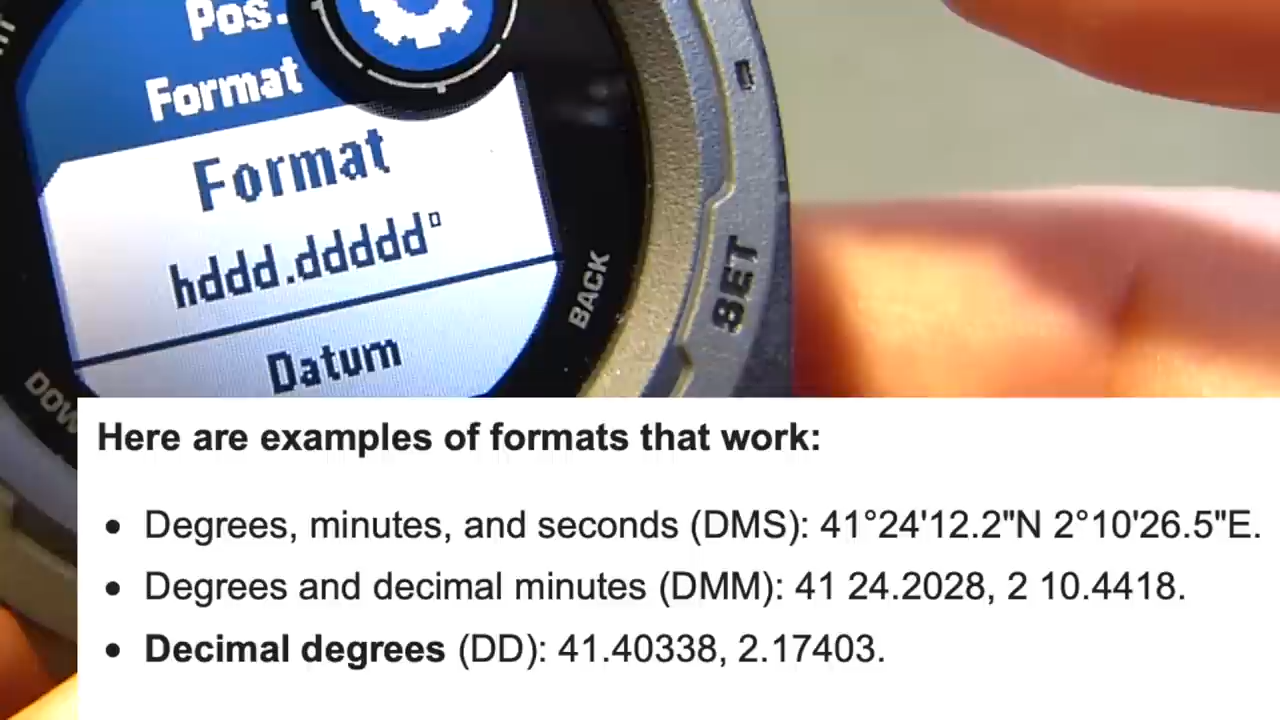 Pos.
Format
Format
hddd.ddddd°
Datum
BACK
SET
DOW
Here are examples of formats that work:
• Degrees, minutes, and seconds (DMS): 41°24'12.2"N 2°10'26.5"E.
• Degrees and decimal minutes (DMM): 41 24.2028, 2 10.4418.
• Decimal degrees (DD): 41.40338, 2.17403.